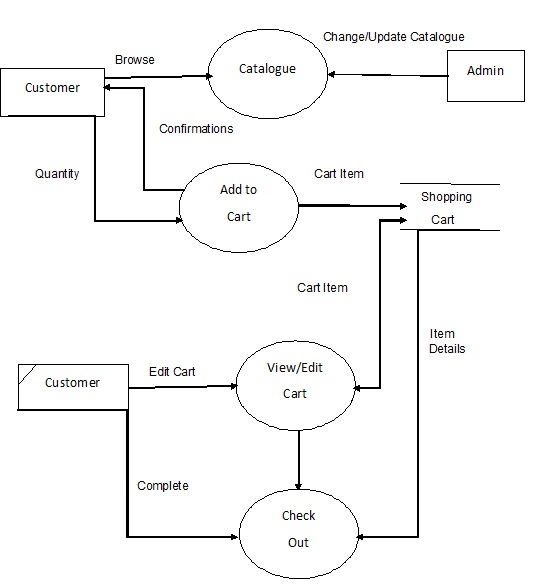 Change/Update Catalogue
Browse
Catalogue
Admin
Customer
Confirmations
Quantity
Cart Item
Add to
Cart
Shopping
Cart
Cart Item
Item
Details
View/Edit
Cart
Edit Cart
Customer
Complete
Check
Out